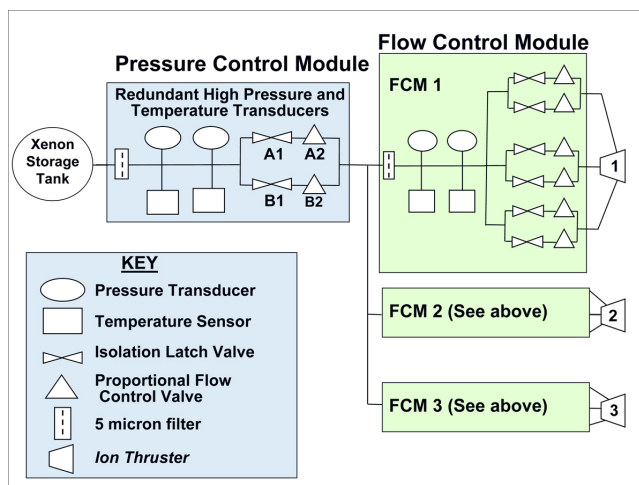 Pressure Control Module
Flow Control Module
Redundant High Pressure and
Temperature Transducers
FCM 1
Xenon
Storage
Tank
A1
A2
B1
B2
1
KEY
Pressure Transducer
Temperature Sensor
Isolation Latch Valve
Proportional Flow
Control Valve
5 micron filter
Ion Thruster
FCM 2 (See above)
2
FCM 3 (See above)
3